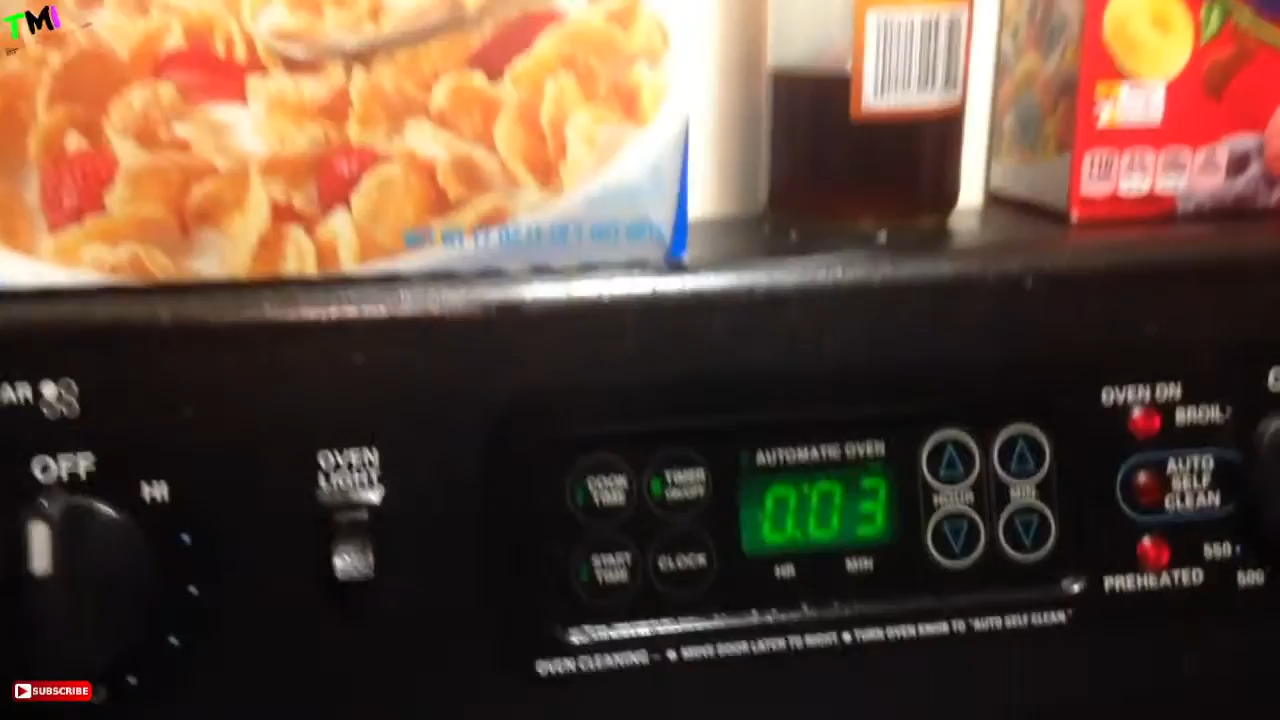 TMI
OVEN ON
BROIL
AR
AUTOMATIC OVEN
OVEN
LIGHT
OFF
HI
COOK
TIME
TIMER
ON/OFF
0:03
HOUR
MIN
AUTO
SELF
CLEAN
START
TIME
CLOCK
HR
MIN
550
500
PREHEATED
OVEN CLEANING - • MOVE DOOR LATCH TO RIGHT • TURN OVEN KNOB TO "AUTO SELF CLEAN"
SUBSCRIBE